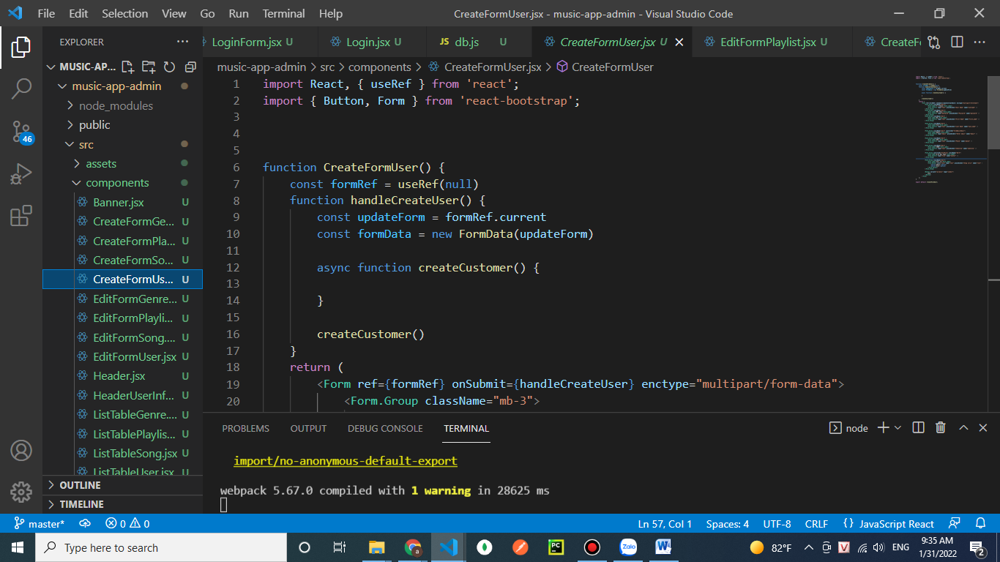 File Edit Selection View Go Run Terminal Help
CreateFormUser.jsx - music-app-admin - Visual Studio Code
EXPLORER
LoginForm.jsx U
Login.jsx U
JS db.js U
CreateFormUser.jsx U
EditFormPlaylist.jsx U
CreateFo
MUSIC-AP...
music-app-admin
node_modules
public
src
assets
components
Banner.jsx U
CreateFormGe... U
CreateFormPla... U
CreateFormSo... U
CreateFormUs... U
EditFormGenre... U
EditFormPlayli... U
EditFormSong.... U
EditFormUser.jsx U
Header.jsx U
HeaderUserInf... U
ListTableGenre.... U
ListTablePlaylis... U
ListTableSong.jsx U
ListTableUser.jsx U
OUTLINE
TIMELINE
46
music-app-admin > src > components > CreateFormUser.jsx > CreateFormUser
1 import React, { useRef } from 'react';
2 import { Button, Form } from 'react-bootstrap';
3
4
5
6 function CreateFormUser() {
7 const formRef = useRef(null)
8 function handleCreateUser() {
9 const updateForm = formRef.current
10 const formData = new FormData(updateForm)
11
12 async function createCustomer() {
13
14 }
15
16 createCustomer()
17 }
18 return (
19 <Form ref={formRef} onSubmit={handleCreateUser} enctype="multipart/form-data">
20 <Form.Group className="mb-3">
PROBLEMS OUTPUT DEBUG CONSOLE TERMINAL
node
import/no-anonymous-default-export
webpack 5.67.0 compiled with 1 warning in 28625 ms
master* 0 0
Ln 57, Col 1 Spaces: 4 UTF-8 CRLF {} JavaScript React
Type here to search
PC
Zalo
W
82°F
V
ENG
9:35 AM
1/31/2022
2